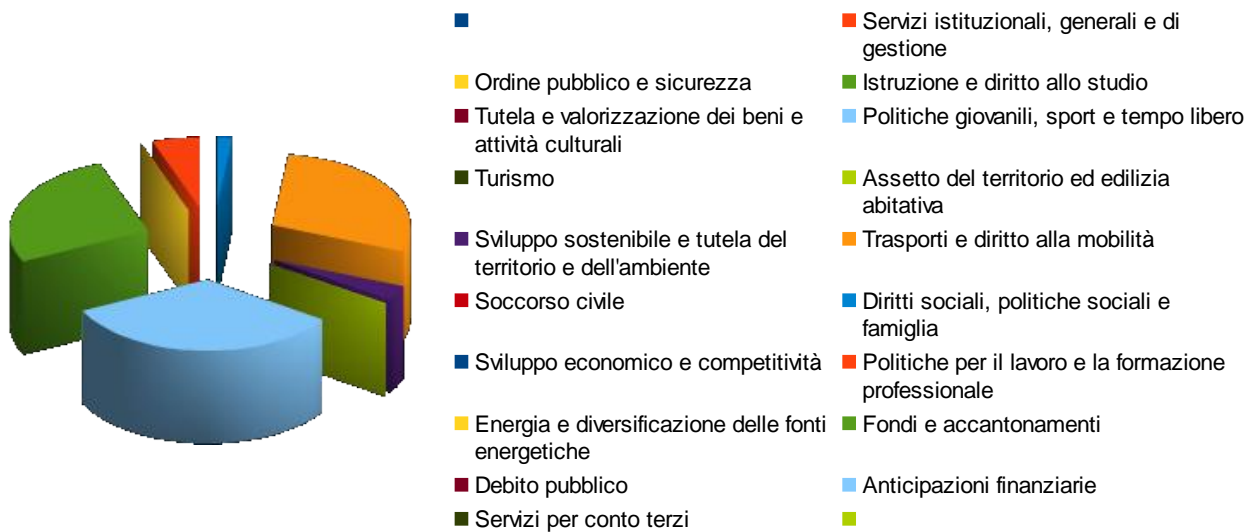 Servizi istituzionali, generali e di
gestione
Ordine pubblico e sicurezza
Istruzione e diritto allo studio
Tutela e valorizzazione dei beni e
attività culturali
Politiche giovanili, sport e tempo libero
Turismo
Assetto del territorio ed edilizia
abitativa
Sviluppo sostenibile e tutela del
territorio e dell'ambiente
Trasporti e diritto alla mobilità
Soccorso civile
Diritti sociali, politiche sociali e
famiglia
Sviluppo economico e competitività
Politiche per il lavoro e la formazione
professionale
Energia e diversificazione delle fonti
energetiche
Fondi e accantonamenti
Debito pubblico
Anticipazioni finanziarie
Servizi per conto terzi